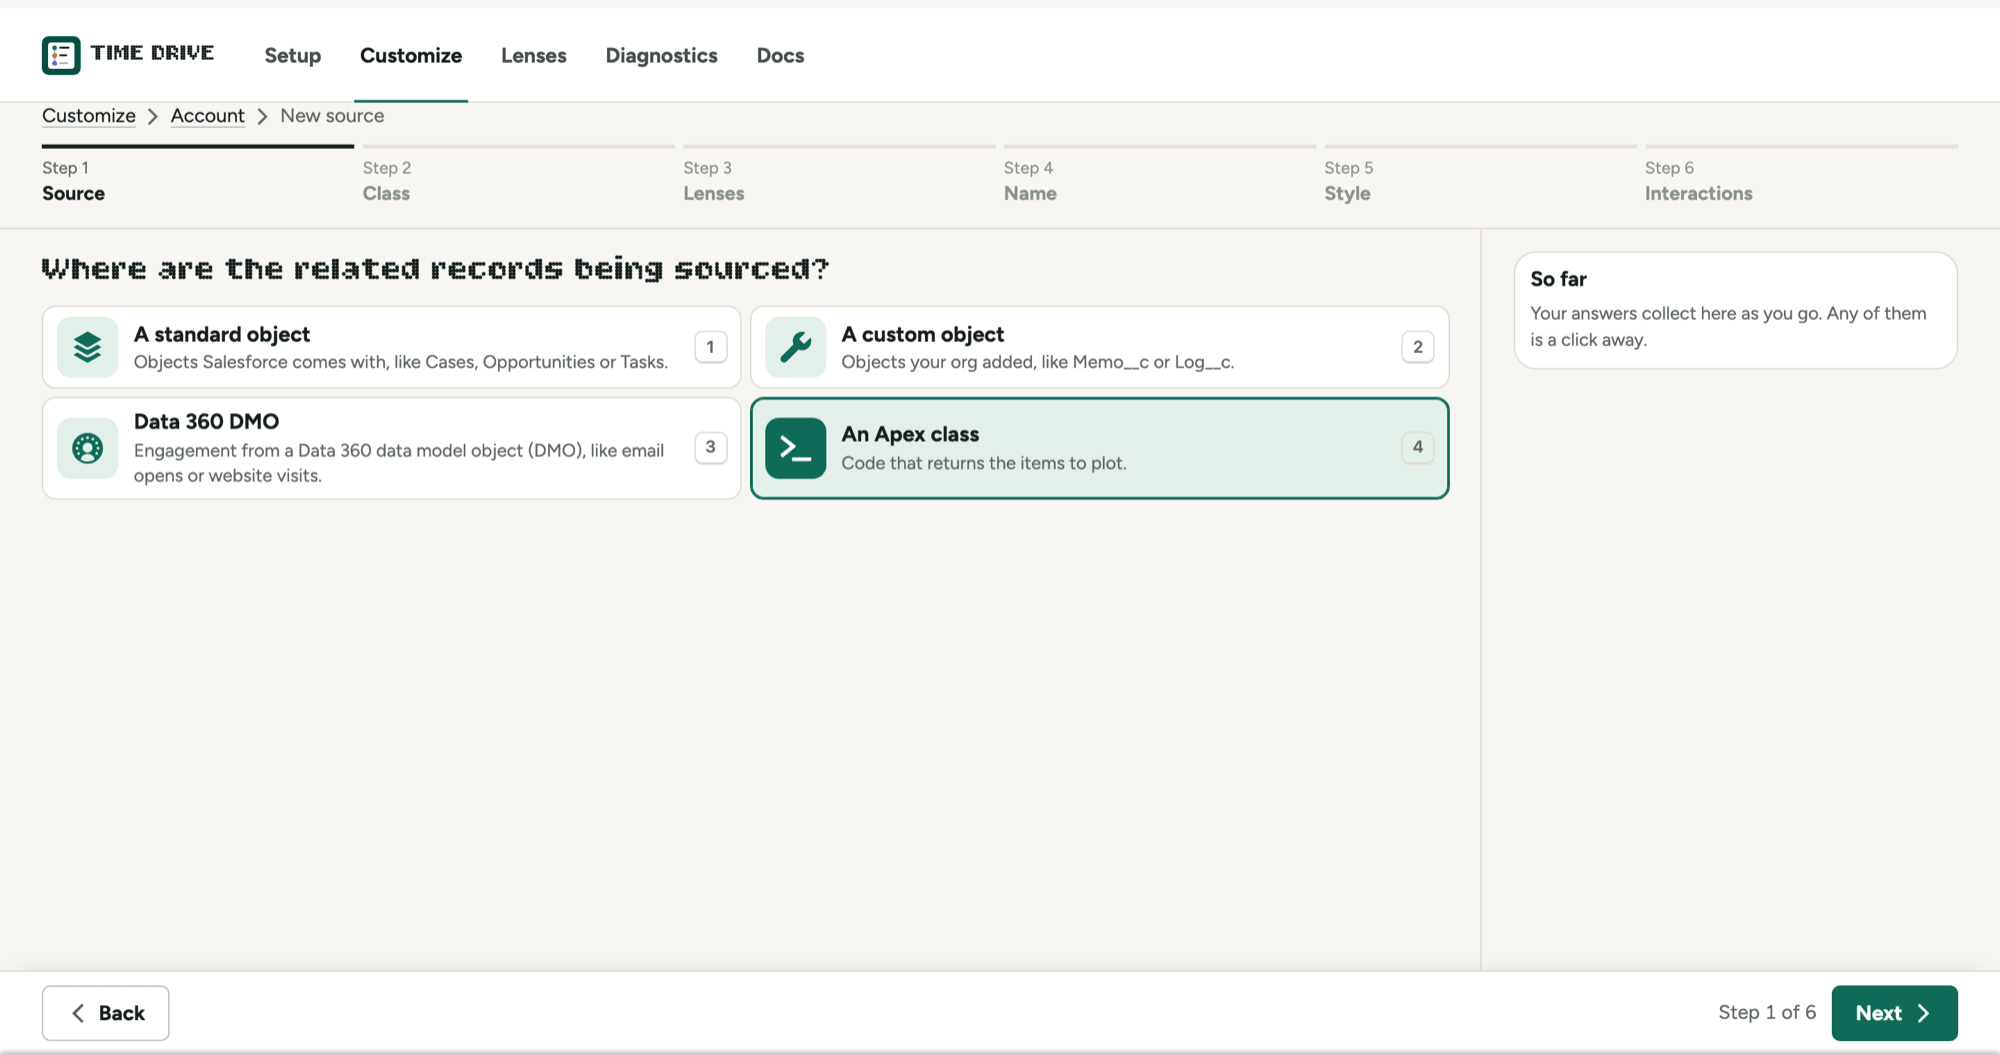 TIME DRIVE
Setup
Customize
Lenses
Diagnostics
Docs
Customize > Account > New source
Step 1
Source
Step 2
Class
Step 3
Lenses
Step 4
Name
Step 5
Style
Step 6
Interactions
Where are the related records being sourced?
A standard object
Objects Salesforce comes with, like Cases, Opportunities or Tasks.
1
A custom object
Objects your org added, like Memo__c or Log__c.
2
Data 360 DMO
Engagement from a Data 360 data model object (DMO), like email
opens or website visits.
3
An Apex class
Code that returns the items to plot.
4
So far
Your answers collect here as you go. Any of them
is a click away.
Back
Step 1 of 6
Next